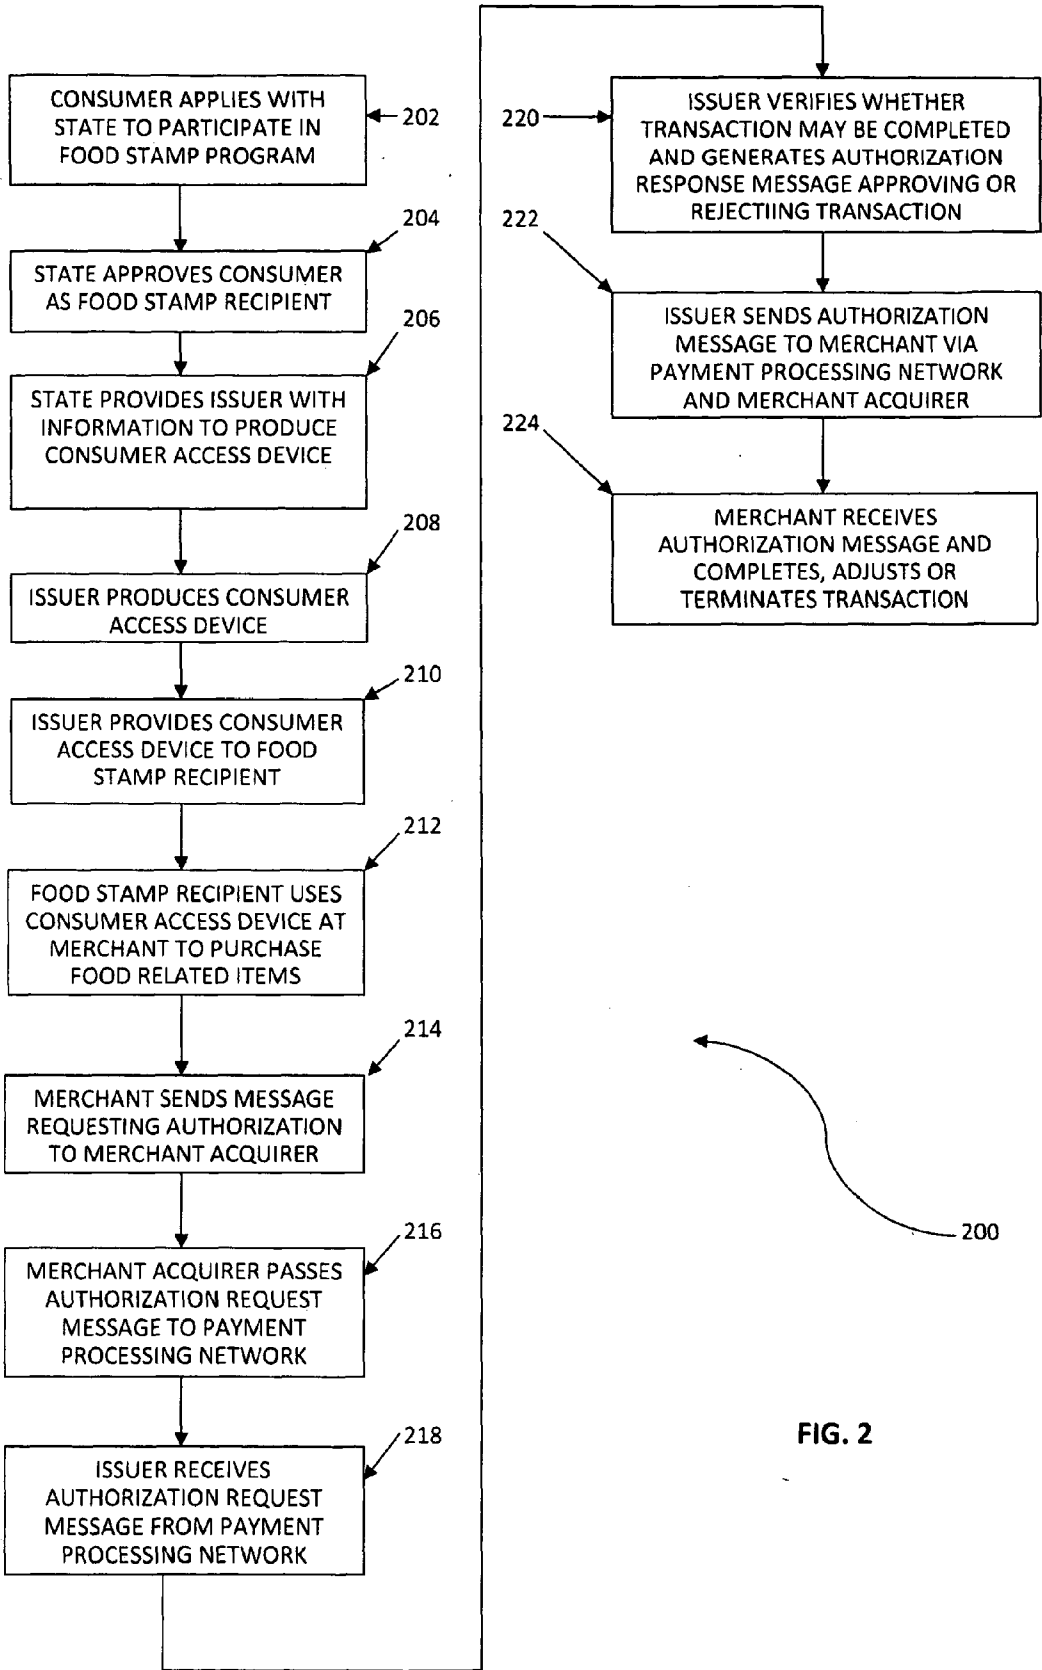 CONSUMER APPLIES WITH
STATE TO PARTICIPATE IN
FOOD STAMP PROGRAM
202
204
STATE APPROVES CONSUMER
AS FOOD STAMP RECIPIENT
206
STATE PROVIDES ISSUER WITH
INFORMATION TO PRODUCE
CONSUMER ACCESS DEVICE
208
ISSUER PRODUCES CONSUMER
ACCESS DEVICE
210
ISSUER PROVIDES CONSUMER
ACCESS DEVICE TO FOOD
STAMP RECIPIENT
212
FOOD STAMP RECIPIENT USES
CONSUMER ACCESS DEVICE AT
MERCHANT TO PURCHASE
FOOD RELATED ITEMS
214
MERCHANT SENDS MESSAGE
REQUESTING AUTHORIZATION
TO MERCHANT ACQUIRER
216
MERCHANT ACQUIRER PASSES
AUTHORIZATION REQUEST
MESSAGE TO PAYMENT
PROCESSING NETWORK
218
ISSUER RECEIVES
AUTHORIZATION REQUEST
MESSAGE FROM PAYMENT
PROCESSING NETWORK
220
ISSUER VERIFIES WHETHER
TRANSACTION MAY BE COMPLETED
AND GENERATES AUTHORIZATION
RESPONSE MESSAGE APPROVING OR
REJECTIING TRANSACTION
222
ISSUER SENDS AUTHORIZATION
MESSAGE TO MERCHANT VIA
PAYMENT PROCESSING NETWORK
AND MERCHANT ACQUIRER
224
MERCHANT RECEIVES
AUTHORIZATION MESSAGE AND
COMPLETES, ADJUSTS OR
TERMINATES TRANSACTION
200
FIG. 2